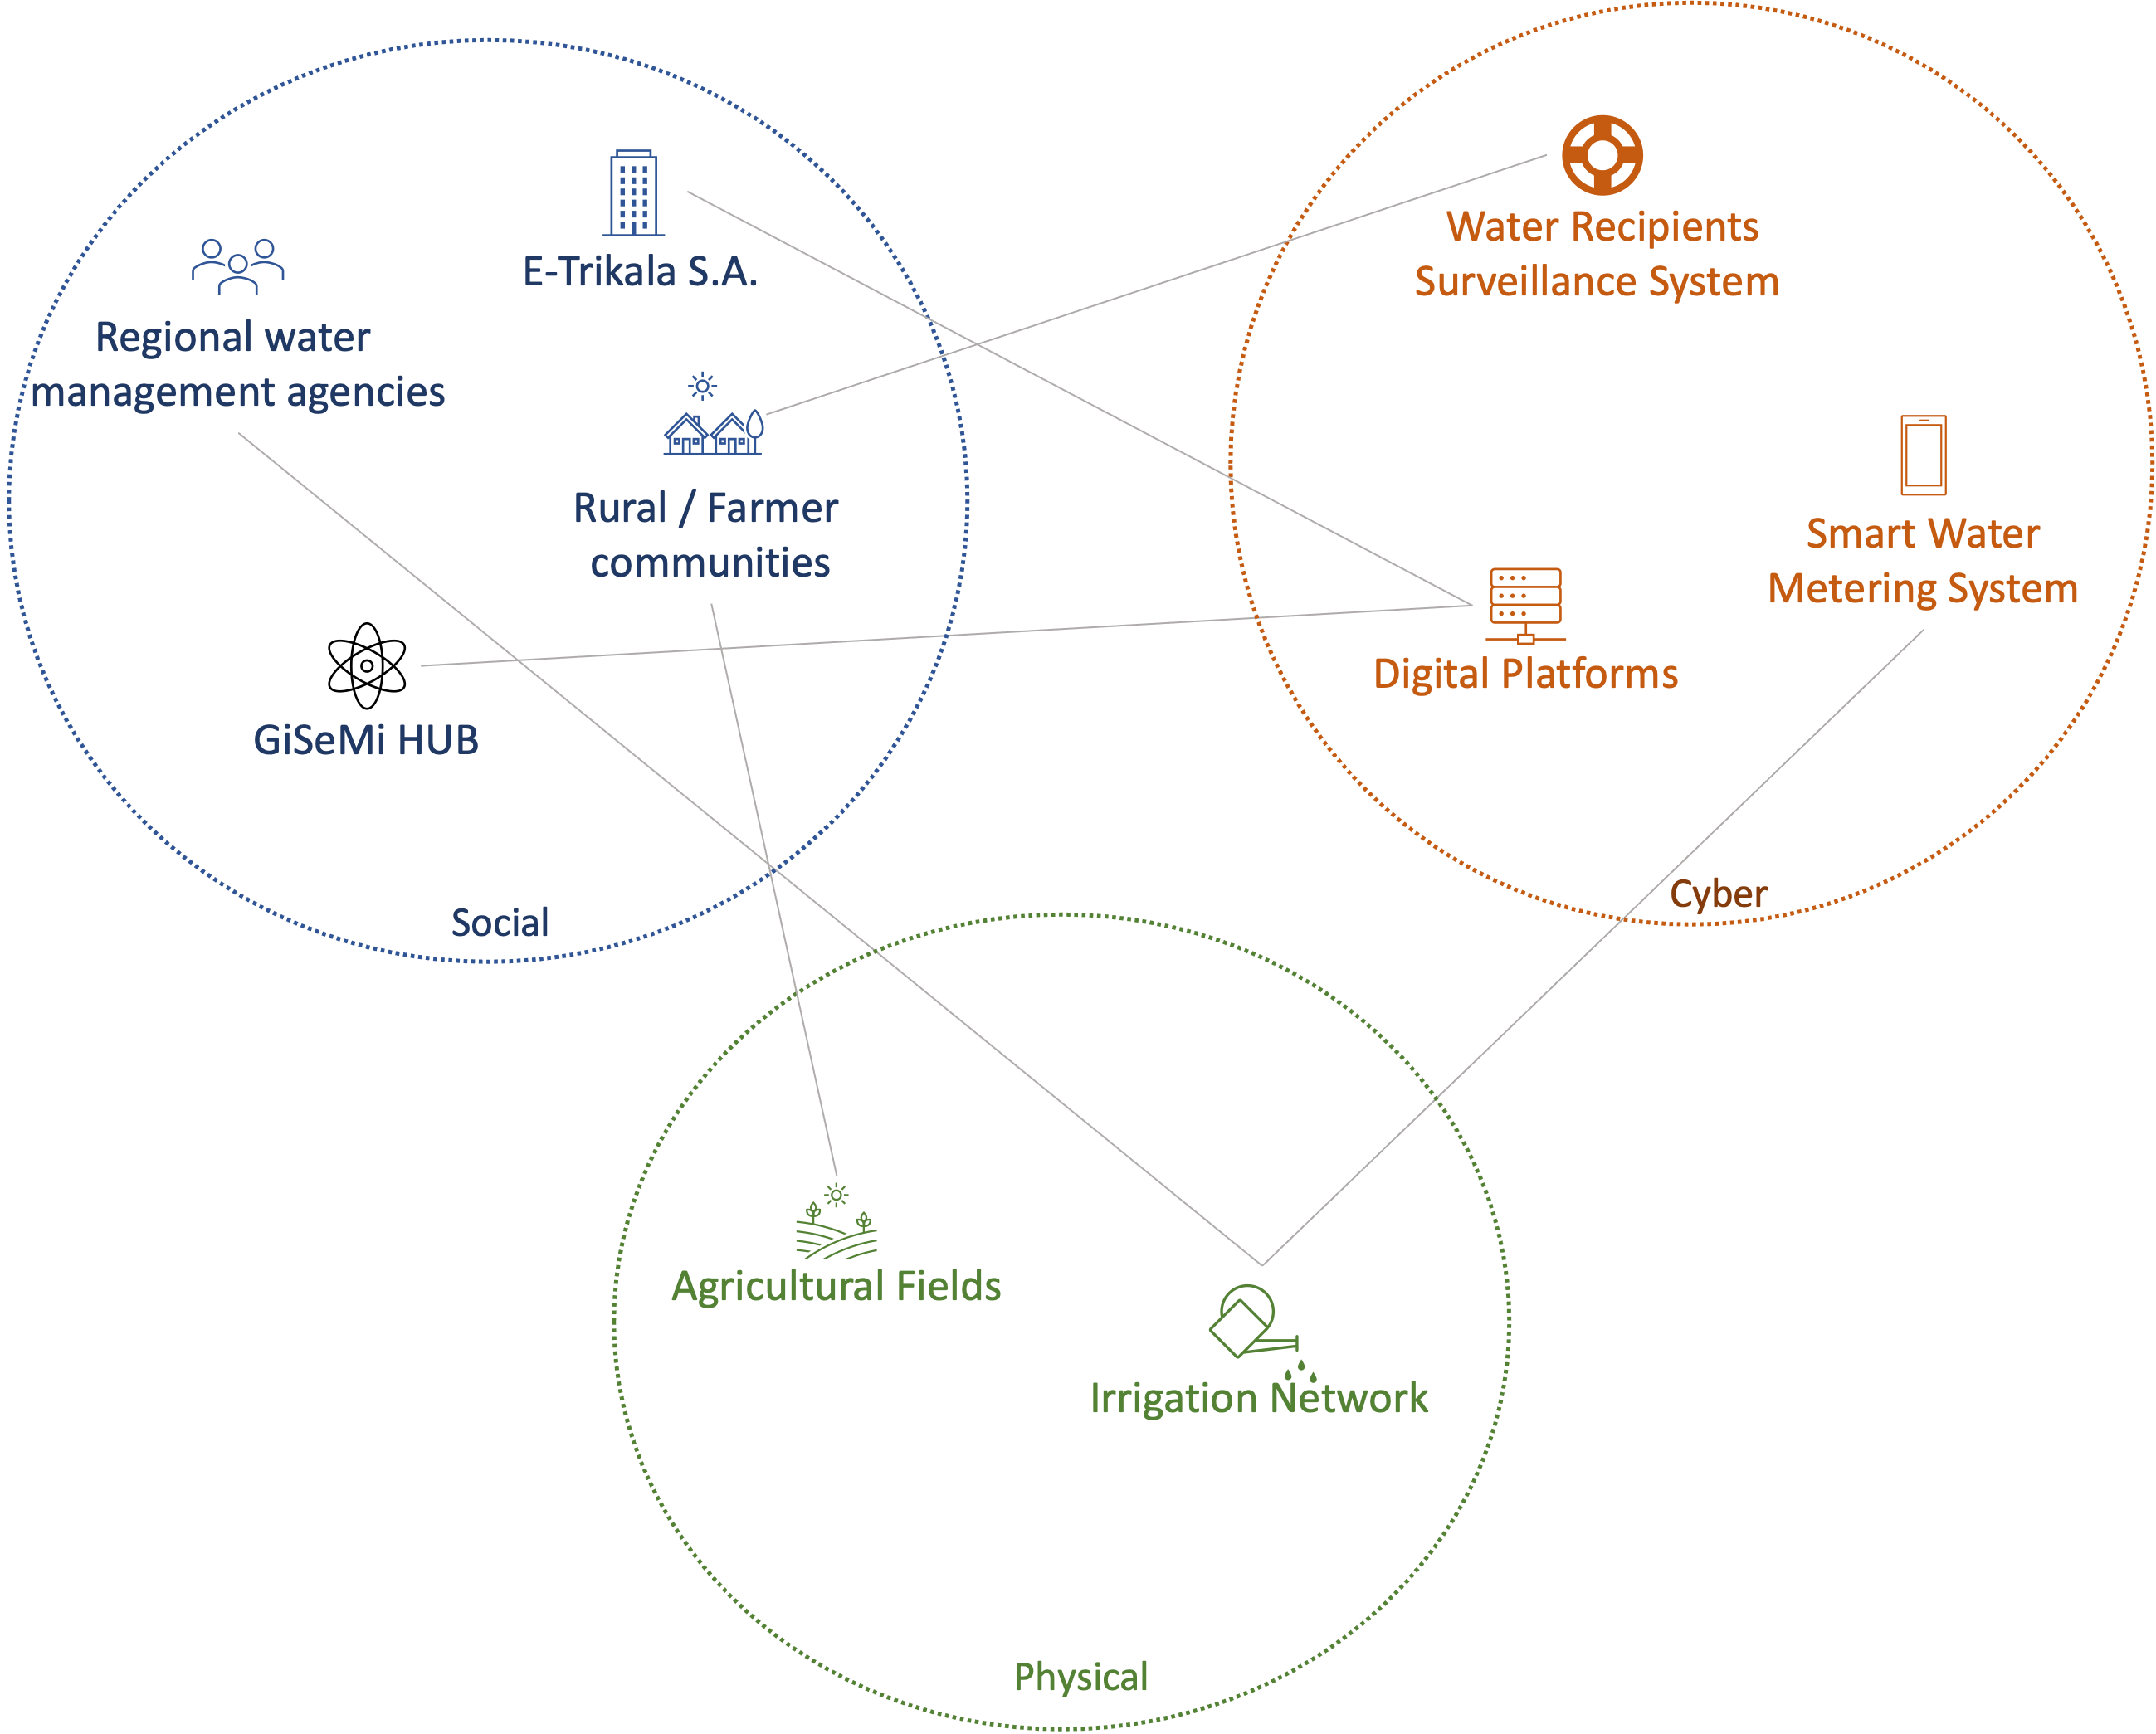 E-Trikala S.A.
Regional water
management agencies
Rural / Farmer
communities
GiSeMi HUB
Social
Water Recipients
Surveillance System
Smart Water
Metering System
Digital Platforms
Cyber
Agricultural Fields
Irrigation Network
Physical